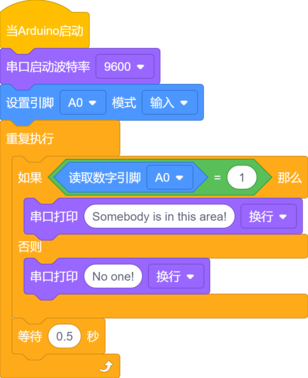 当Arduino启动
串口启动波特率 9600
设置引脚 A0 模式 输入
重复执行
如果 读取数字引脚 A0 = 1 那么
串口打印 Somebody is in this area! 换行
否则
串口打印 No one! 换行
等待 0.5 秒